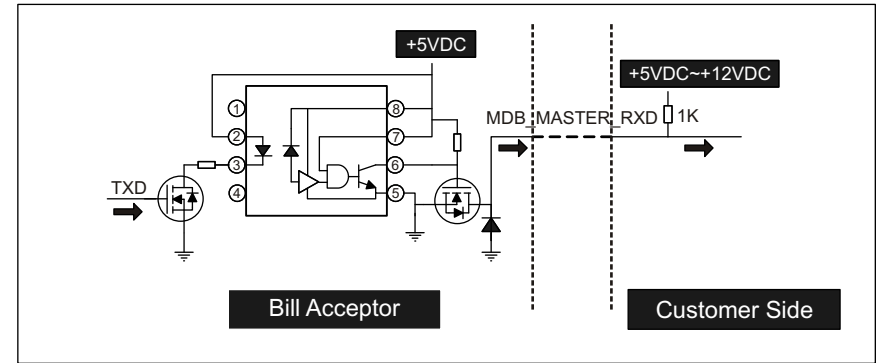 +5VDC
+5VDC~+12VDC
MDB_MASTER_RXD
1K
1
2
3
4
8
7
6
5
TXD
Bill Acceptor
Customer Side